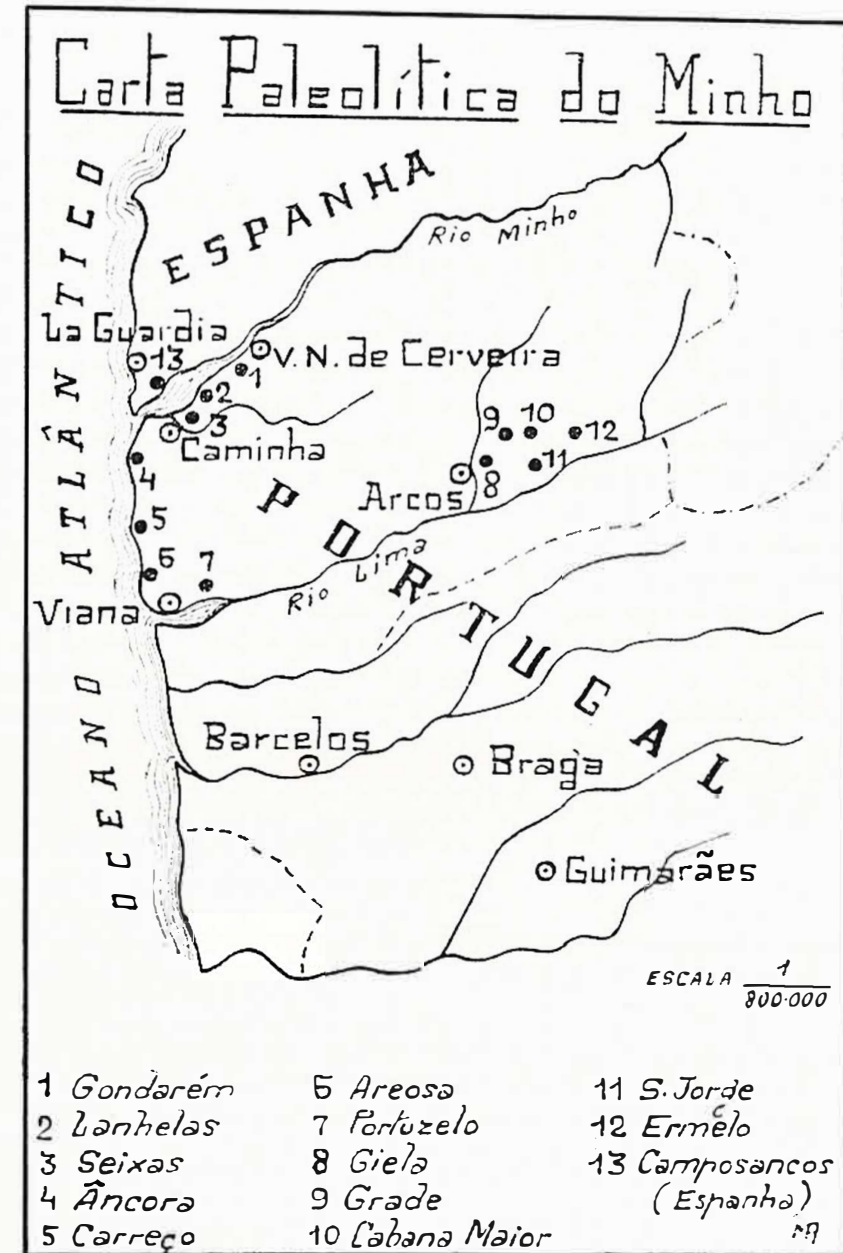 Carta Paleolítica do Minho
OCEANO ATLÂNTICO
ESPANHA
Rio Minho
La Guardia
13
V. N. de Cerveira
1
2
3
Caminha
4
9
10
12
8
11
Arcos
5
6
7
PORTUGAL
Rio Lima
Viana
Barcelos
Braga
Guimarães
ESCALA 1
800.000
1 Gondarém
2 Lanhelas
3 Seixas
4 Âncora
5 Carreço
6 Areosa
7 Portuzelo
8 Giela
9 Grade
10 Cabana Maior
11 S. Jorde
12 Ermelo
13 Camposancos
(Espanha)